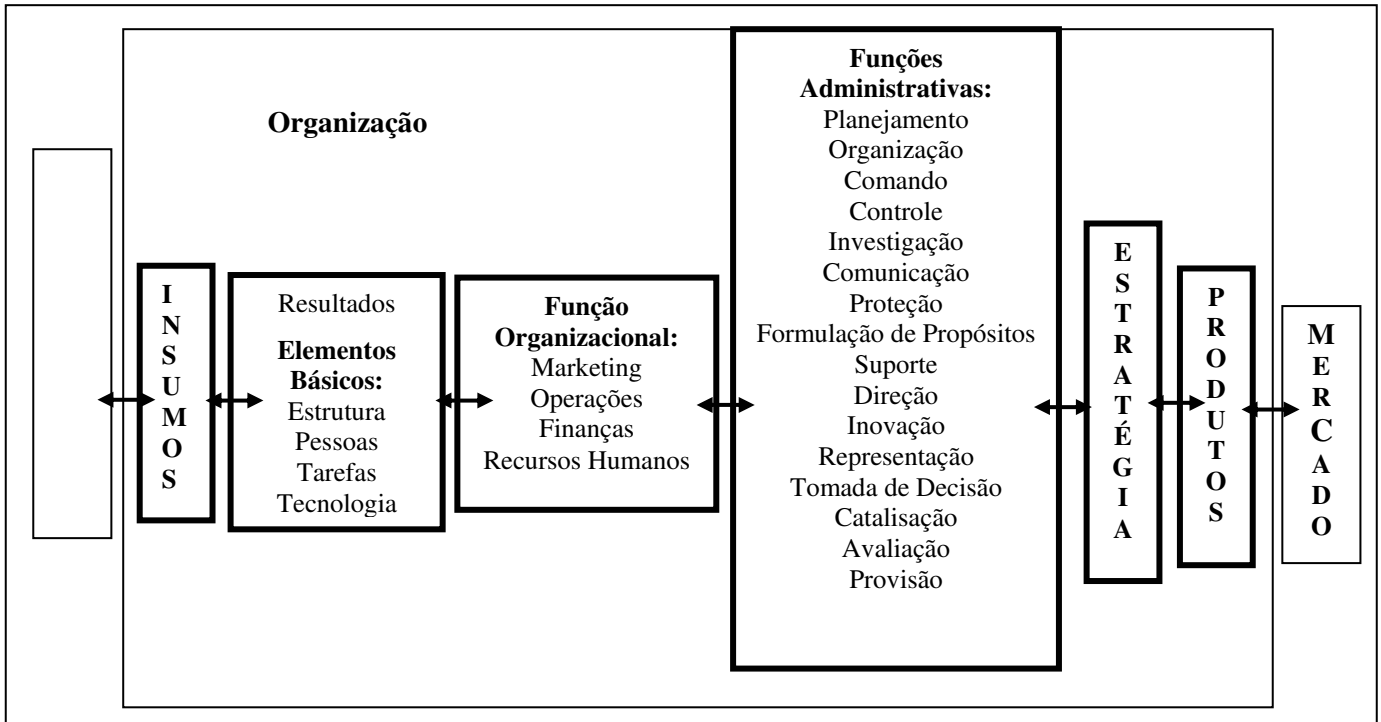 Organização
I
N
S
U
M
O
S
Resultados
Elementos
Básicos:
Estrutura
Pessoas
Tarefas
Tecnologia
Função
Organizacional:
Marketing
Operações
Finanças
Recursos Humanos
Funções
Administrativas:
Planejamento
Organização
Comando
Controle
Investigação
Comunicação
Proteção
Formulação de Propósitos
Suporte
Direção
Inovação
Representação
Tomada de Decisão
Catalisação
Avaliação
Provisão
E
S
T
R
A
T
É
G
I
A
P
R
O
D
U
T
O
S
M
E
R
C
A
D
O